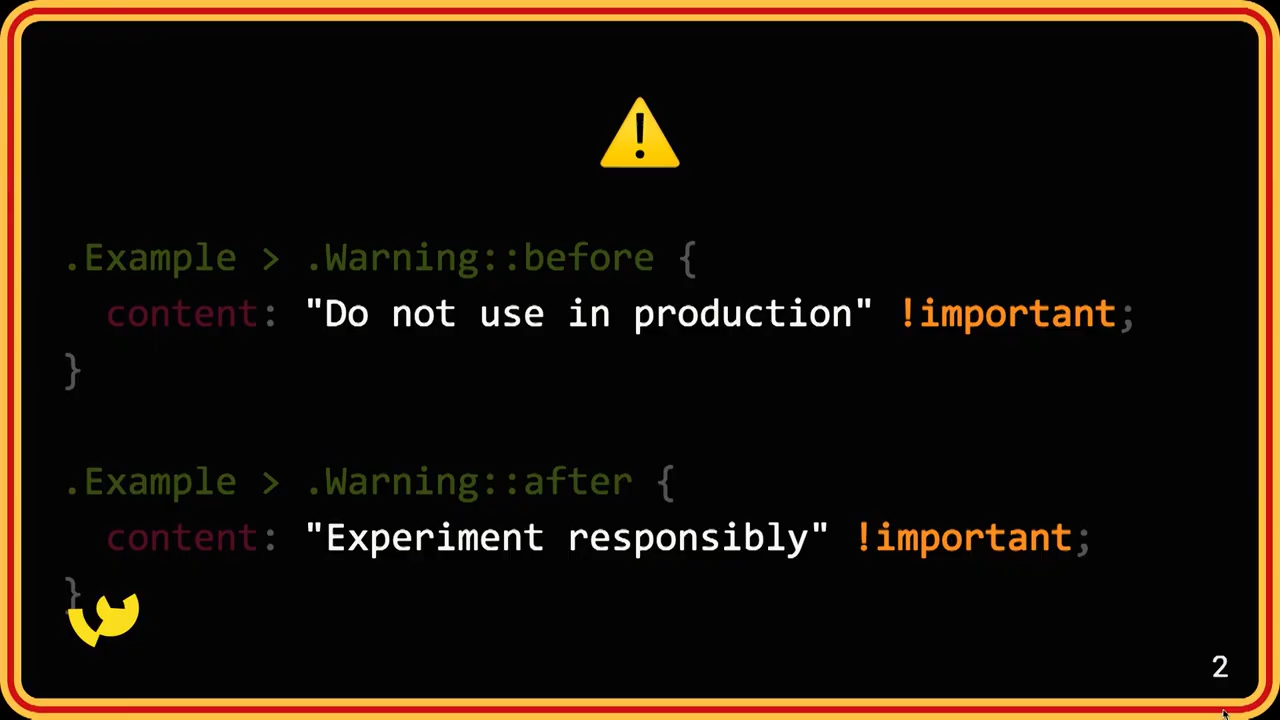 .Example > .Warning::before {
content: "Do not use in production" !important;
}
.Example > .Warning::after {
content: "Experiment responsibly" !important;
}
2